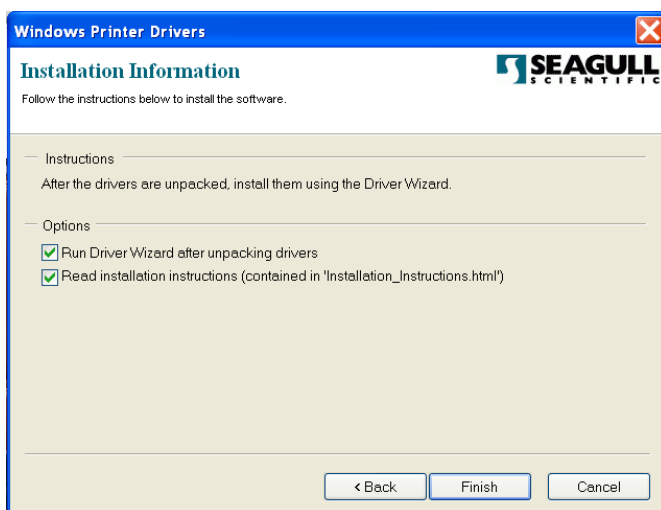 Windows Printer Drivers
Installation Information
SEAGULL
SCIENTIFIC
Follow the instructions below to install the software.
Instructions
After the drivers are unpacked, install them using the Driver Wizard.
Options
Run Driver Wizard after unpacking drivers
Read installation instructions (contained in 'Installation_Instructions.html')
< Back Finish Cancel